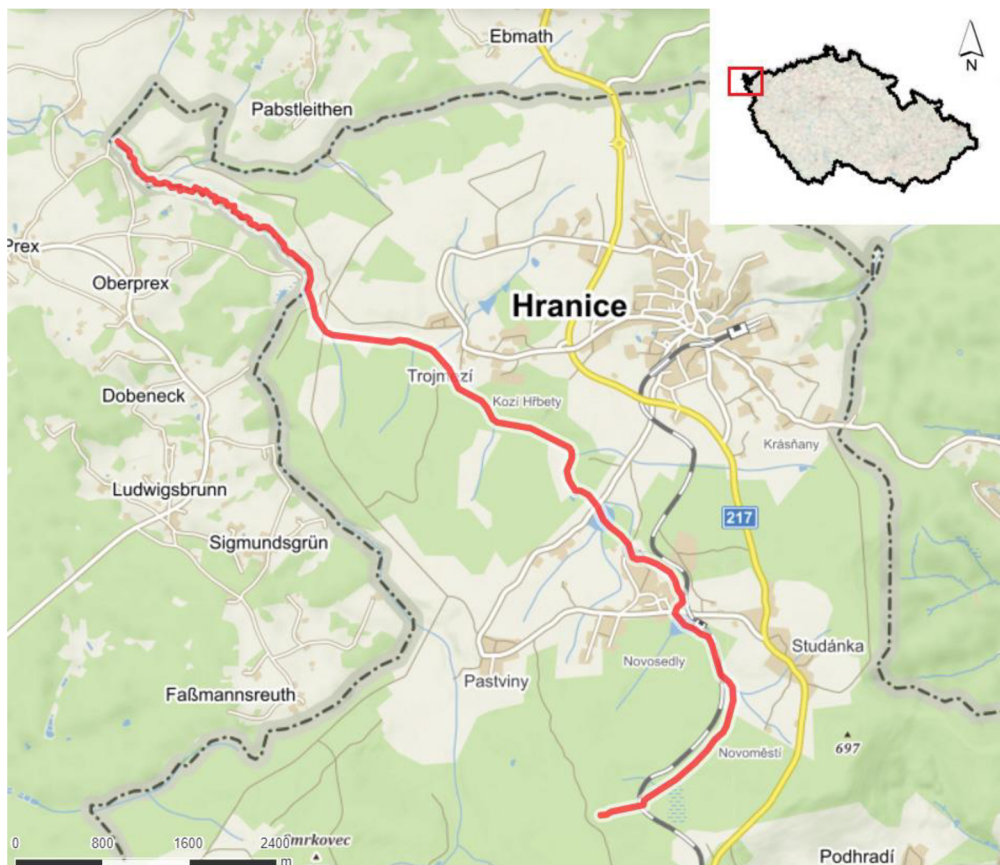 Ebmath
Pabstleithen
N
Prex
Oberprex
Hranice
Dobeneck
Trojmezí
Kozí Hřbety
Krásňany
Ludwigsbrunn
217
Sigmundsgrün
Studánka
Novosedly
Pastviny
Faßmannsreuth
697
Novoměstí
0 800 1600 2400
m
Smrkovec
Podhradí